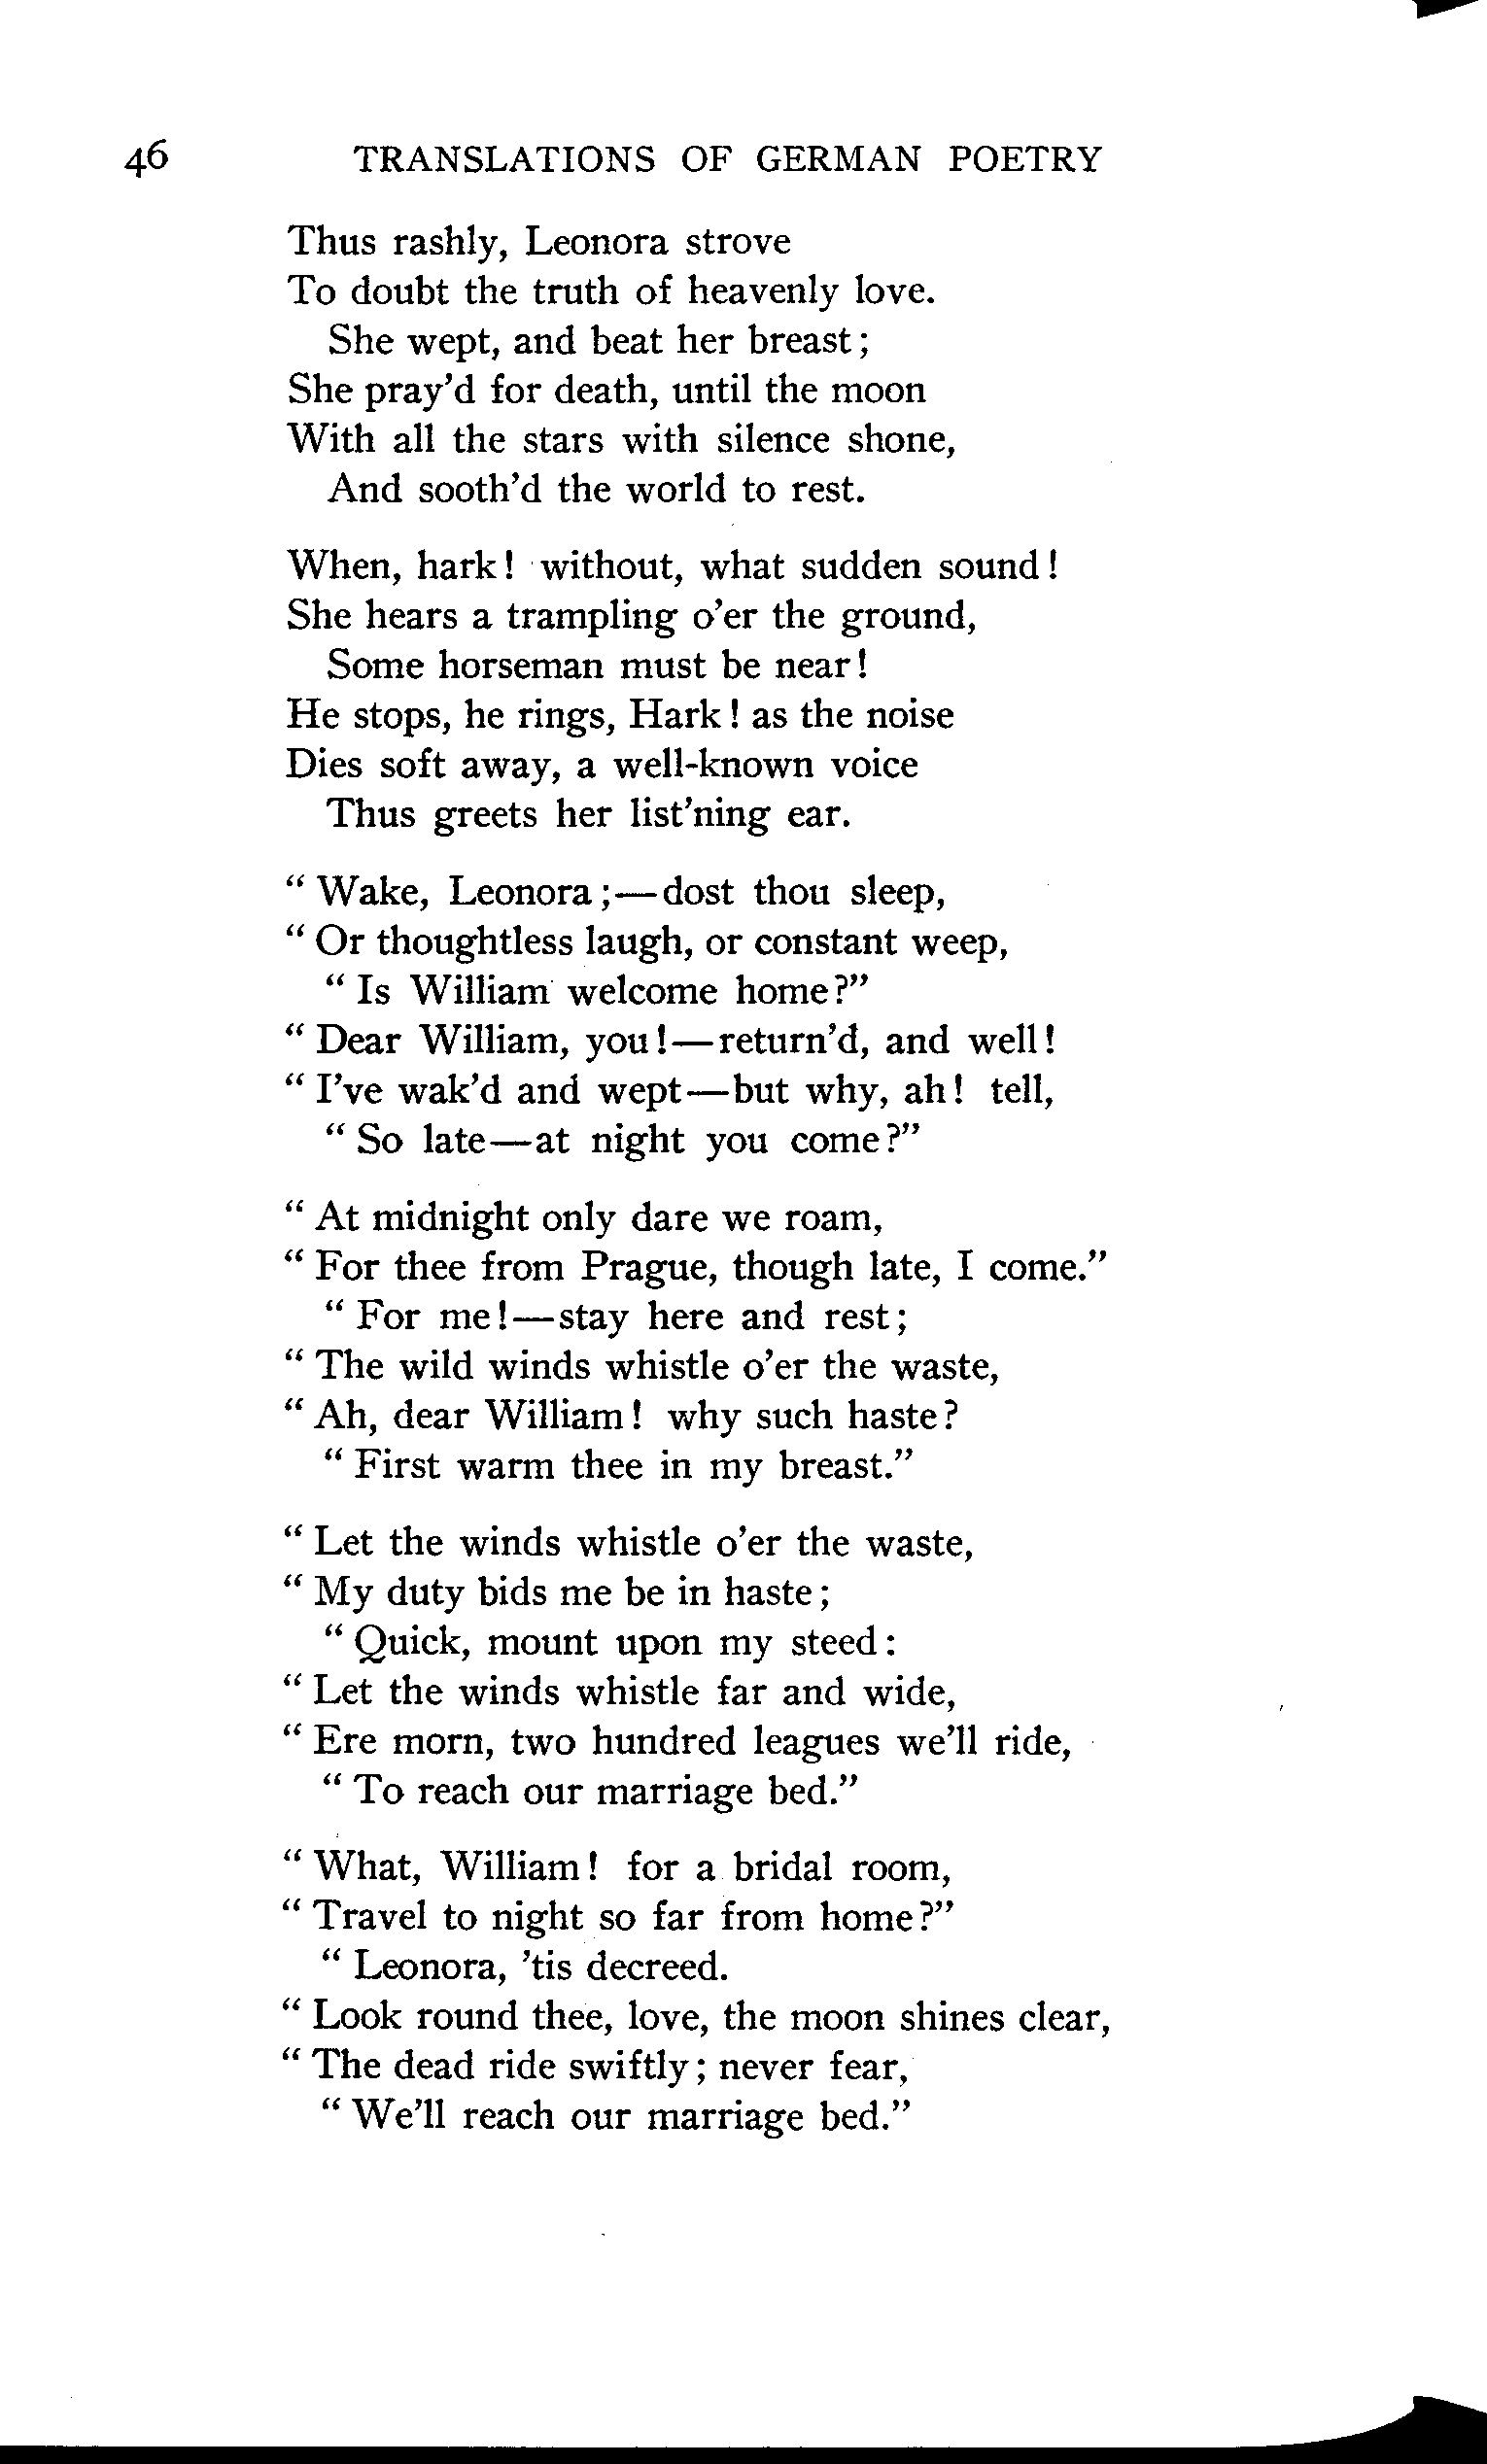 46 TRANSLATIONS OF GERMAN POETRY
Thus rashly, Leonora strove
To doubt the truth of heavenly love.
She wept, and beat her breast;
She pray'd for death, until the moon
With all the stars with silence shone,
And sooth'd the world to rest.
When, hark! without, what sudden sound!
She hears a trampling o'er the ground,
Some horseman must be near!
He stops, he rings, Hark! as the noise
Dies soft away, a well-known voice
Thus greets her list'ning ear.
"Wake, Leonora;—dost thou sleep,
"Or thoughtless laugh, or constant weep,
"Is William welcome home?"
"Dear William, you!—return'd, and well!
"I've wak'd and wept—but why, ah! tell,
"So late—at night you come?"
"At midnight only dare we roam,
"For thee from Prague, though late, I come."
"For me!—stay here and rest;
"The wild winds whistle o'er the waste,
"Ah, dear William! why such haste?
"First warm thee in my breast."
"Let the winds whistle o'er the waste,
"My duty bids me be in haste;
"Quick, mount upon my steed:
"Let the winds whistle far and wide,
"Ere morn, two hundred leagues we'll ride,
"To reach our marriage bed."
"What, William! for a bridal room,
"Travel to night so far from home?"
"Leonora, 'tis decreed.
"Look round thee, love, the moon shines clear,
"The dead ride swiftly; never fear,
"We'll reach our marriage bed."